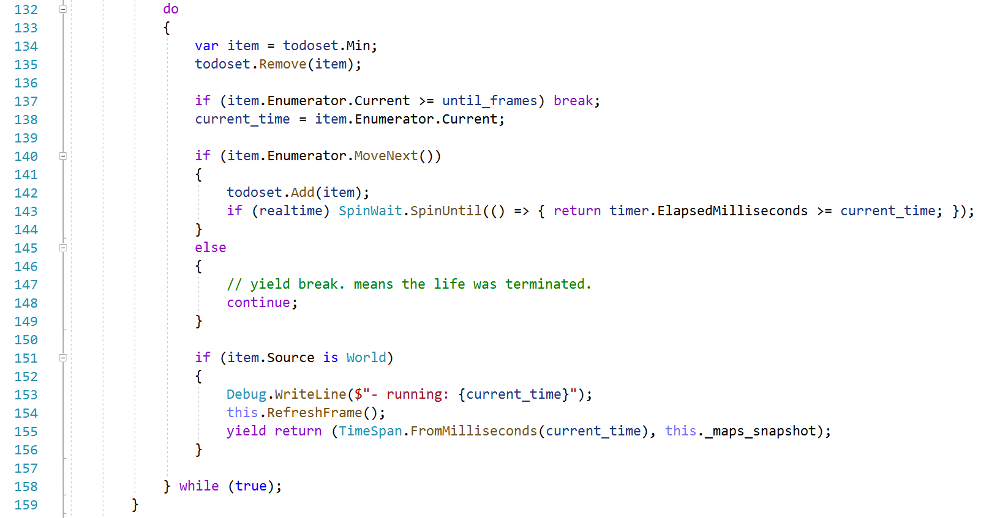 132 do
133 {
134 var item = todoset.Min;
135 todoset.Remove(item);
136
137 if (item.Enumerator.Current >= until_frames) break;
138 current_time = item.Enumerator.Current;
139
140 if (item.Enumerator.MoveNext())
141 {
142 todoset.Add(item);
143 if (realtime) SpinWait.SpinUntil(() => { return timer.ElapsedMilliseconds >= current_time; });
144 }
145 else
146 {
147 // yield break. means the life was terminated.
148 continue;
149 }
150
151 if (item.Source is World)
152 {
153 Debug.WriteLine($"- running: {current_time}");
154 this.RefreshFrame();
155 yield return (TimeSpan.FromMilliseconds(current_time), this._maps_snapshot);
156 }
157
158 } while (true);
159 }